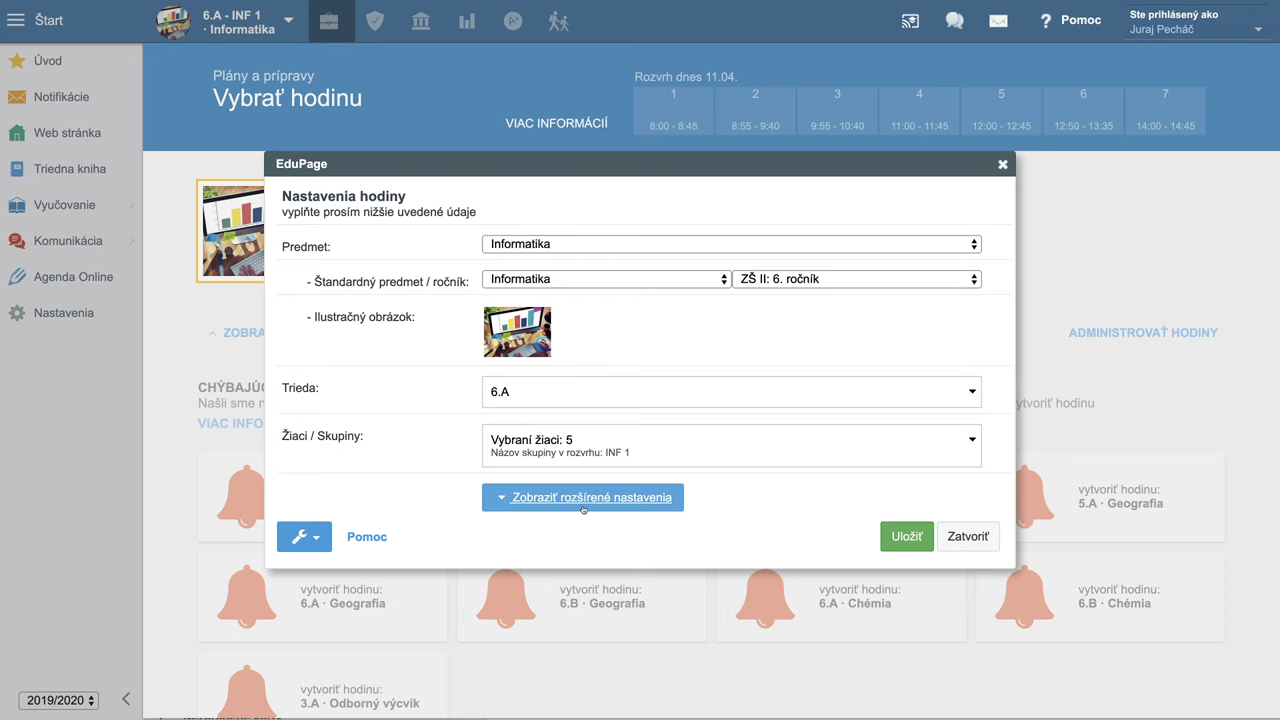 Štart
6.A - INF 1
· Informatika
Pomoc
Ste prihlásený ako
Juraj Pecháč
Úvod
Notifikácie
Web stránka
Triedna kniha
Vyučovanie
Komunikácia
Agenda Online
Nastavenia
2019/2020
Plány a prípravy
Vybrať hodinu
VIAC INFORMÁCIÍ
Rozvrh dnes 11.04.
1 2 3 4 5 6 7
8:00 - 8:45 8:55 - 9:40 9:55 - 10:40 11:00 - 11:45 12:00 - 12:45 12:50 - 13:35 14:00 - 14:45
EduPage
Nastavenia hodiny
vyplňte prosím nižšie uvedené údaje
Predmet: Informatika
- Štandardný predmet / ročník: Informatika ZŠ II: 6. ročník
- Ilustračný obrázok:
Trieda: 6.A
Žiaci / Skupiny: Vybraní žiaci: 5
Názov skupiny v rozvrhu: INF 1
Zobraziť rozšírené nastavenia
Pomoc
Uložiť Zatvoriť
ZOBRA
ADMINISTROVAŤ HODINY
CHÝBAJÚC
Našli sme n
ytvoriť hodinu
VIAC INFO
vytvoriť hodinu:
5.A · Geografia
vytvoriť hodinu:
6.A · Geografia
vytvoriť hodinu:
6.B · Geografia
vytvoriť hodinu:
6.A · Chémia
vytvoriť hodinu:
6.B · Chémia
vytvoriť hodinu:
3.A · Odborný výcvik